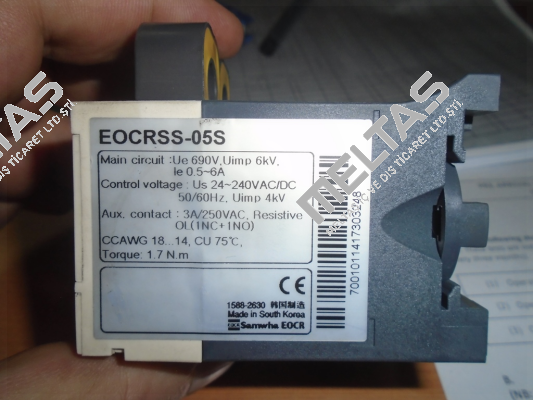 EOCRSS-05S
Main circuit :Ue 690V,Uimp 6kV.
Ie 0.5~6A
Control voltage : Us 24~240VAC/DC
50/60Hz, Uimp 4kV
Aux. contact : 3A/250VAC, Resistive
OL(1NC+1NO)
CCAWG 18...14, CU 75℃,
Torque: 1.7 N.m
CE
1588-2630 韩国制造
Made in South Korea
Samwha EOCR
7001011417303248
MELTAS